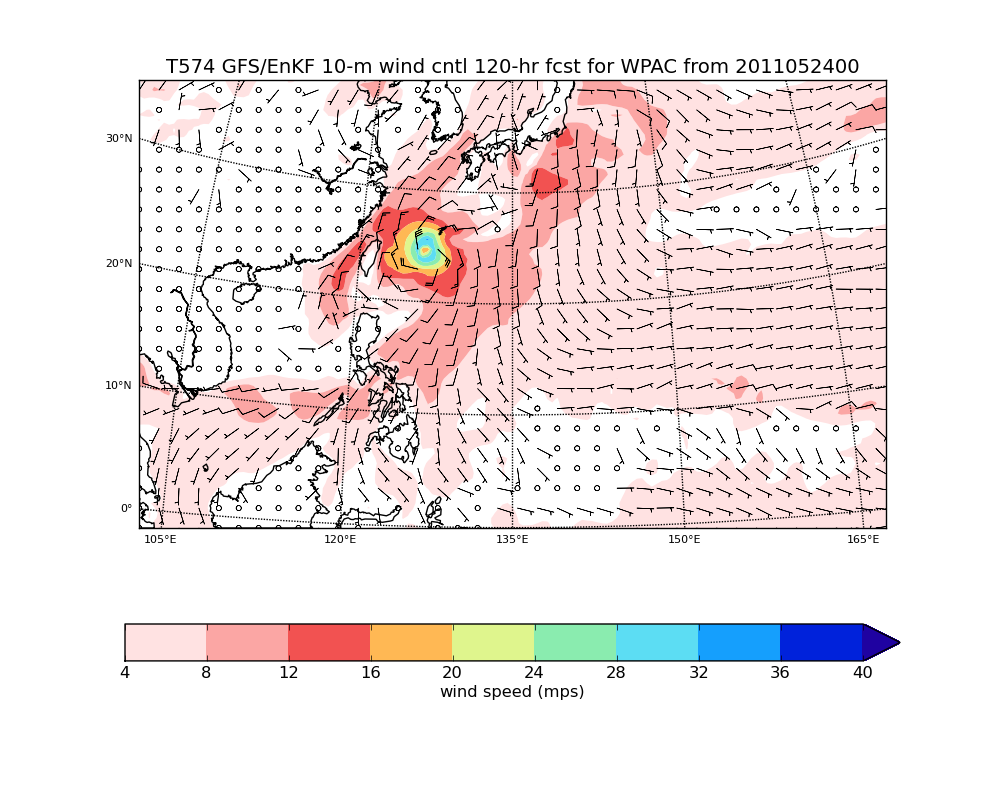 T574 GFS/EnKF 10-m wind cntl 120-hr fcst for WPAC from 2011052400
30°N
20°N
10°N
0°
105°E 120°E 135°E 150°E 165°E
4 8 12 16 20 24 28 32 36 40
wind speed (mps)